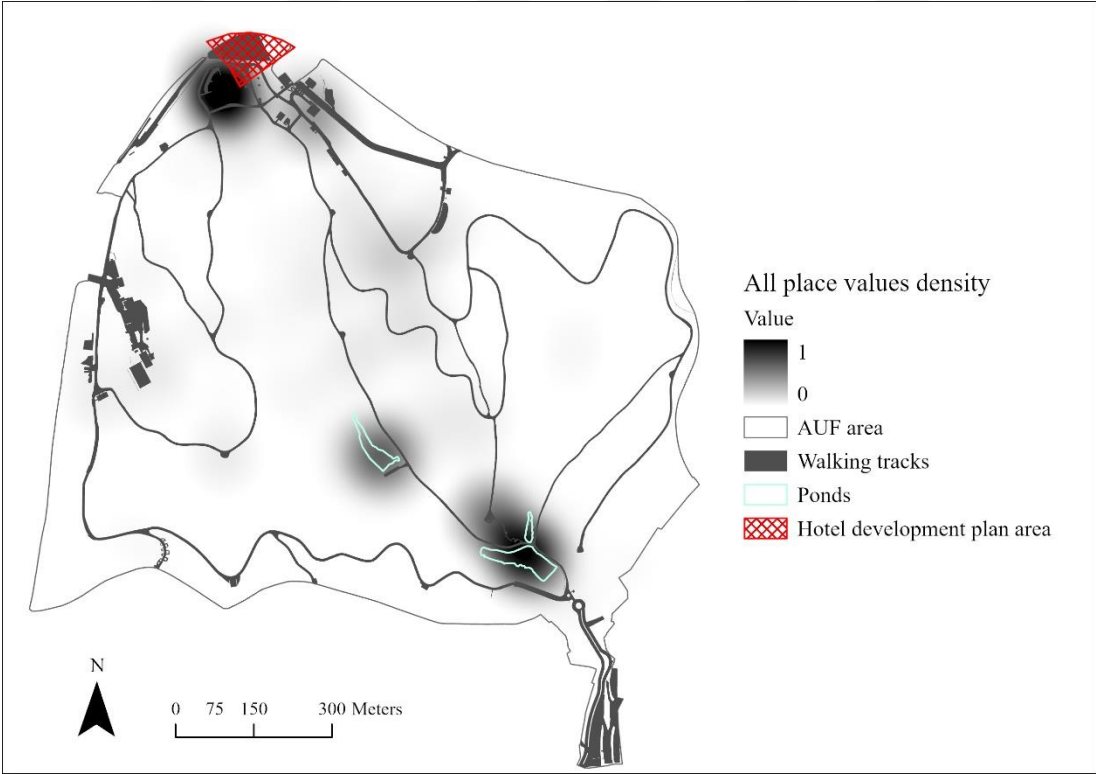 All place values density
Value
1
0
AUF area
Walking tracks
Ponds
Hotel development plan area
N
0 75 150 300 Meters